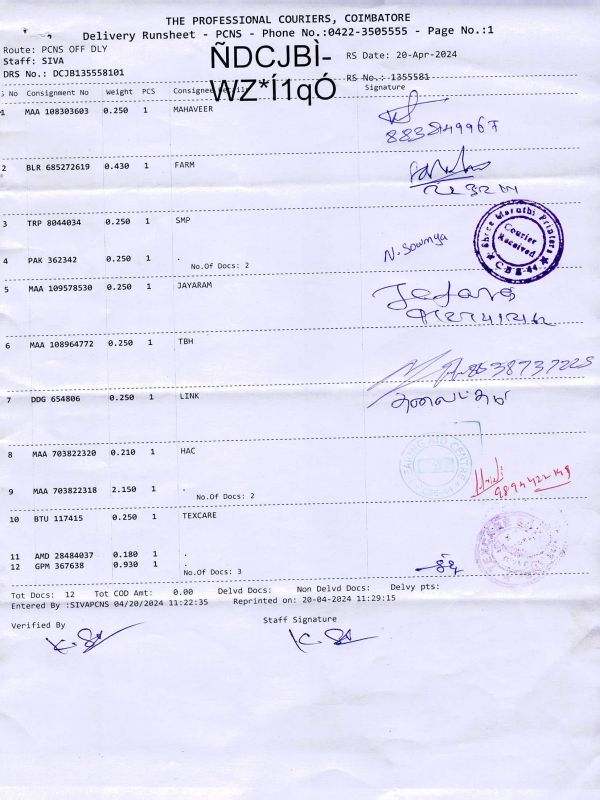 THE PROFESSIONAL COURIERS, COIMBATORE
Delivery Runsheet - PCNS - Phone No.:0422-3505555 - Page No.:1
Route: PCNS OFF DLY
Staff: SIVA
DRS No.: DCJB135558101
ÑDCJBÌ-
WZ*Í1qÓ
RS Date: 20-Apr-2024
RS No.: 1355581
S No Consignment No Weight PCS Consignee Details Signature
1 MAA 108303603 0.250 1 MAHAVEER
2 BLR 685272619 0.430 1 FARM
3 TRP 8044034 0.250 1 SMP
Shree Maruthi Printers
Courier
Received
CBE-44.
4 PAK 362342 0.250 1 . N. Sowmya
No.Of Docs: 2
5 MAA 109578530 0.250 1 JAYARAM
6 MAA 108964772 0.250 1 TBH
7 DDG 654806 0.250 1 LINK
8 MAA 703822320 0.210 1 HAC
9 MAA 703822318 2.150 1 .
No.Of Docs: 2
10 BTU 117415 0.250 1 TEXCARE
11 AMD 28484037 0.180 1 .
12 GPM 367638 0.930 1 .
No.Of Docs: 3
Tot Docs: 12 Tot COD Amt: 0.00 Delvd Docs: Non Delvd Docs: Delvy pts:
Entered By :SIVAPCNS 04/20/2024 11:22:35 Reprinted on: 20-04-2024 11:29:15
Verified By Staff Signature